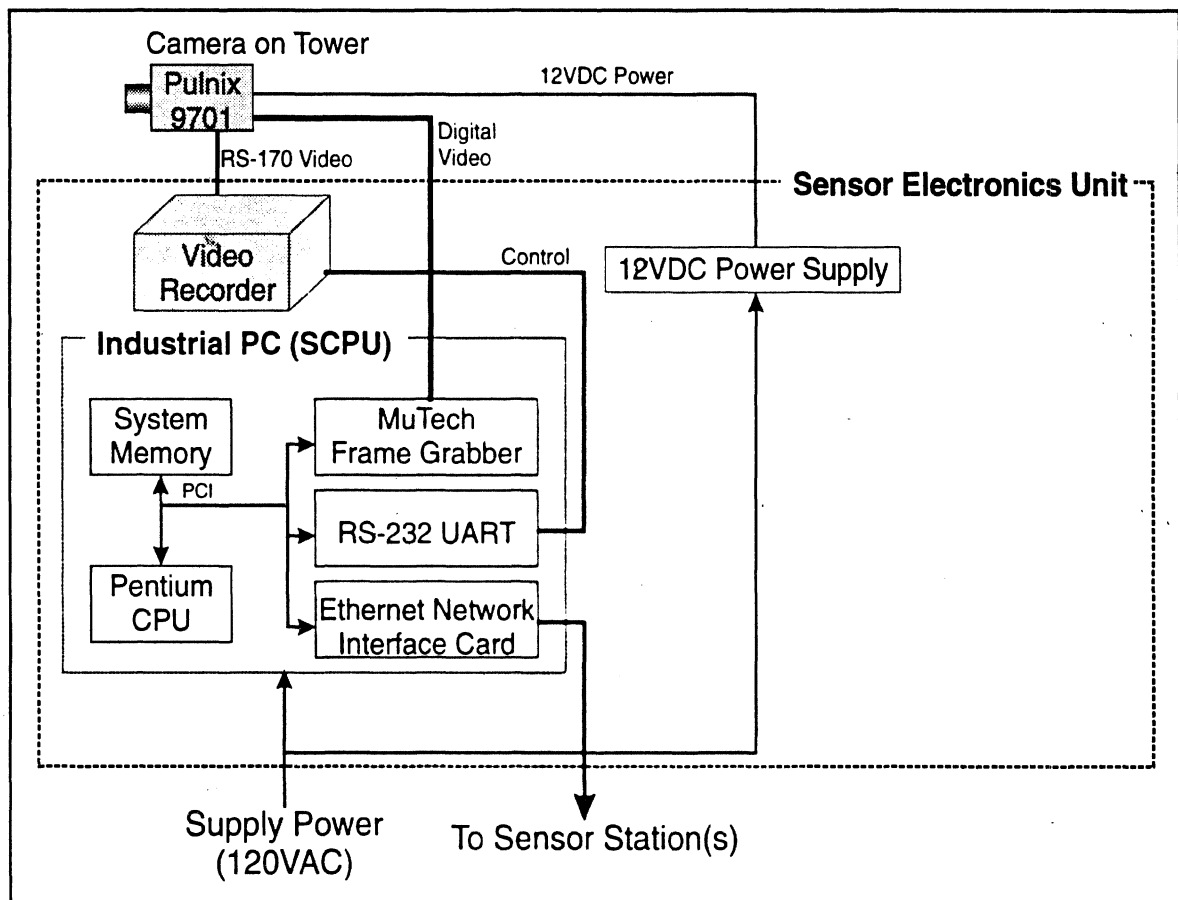 Camera on Tower
Pulnix
9701
12VDC Power
Digital
Video
RS-170 Video
Sensor Electronics Unit
Video
Recorder
Control
12VDC Power Supply
Industrial PC (SCPU)
System
Memory
MuTech
Frame Grabber
PCI
RS-232 UART
Pentium
CPU
Ethernet Network
Interface Card
Supply Power
(120VAC)
To Sensor Station(s)